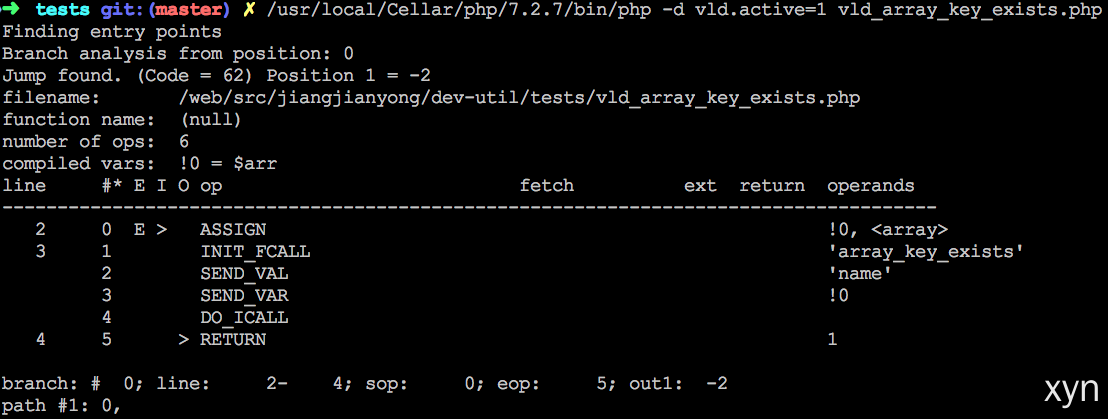 ➜ tests git:(master) ✗ /usr/local/Cellar/php/7.2.7/bin/php -d vld.active=1 vld_array_key_exists.php
Finding entry points
Branch analysis from position: 0
Jump found. (Code = 62) Position 1 = -2
filename:       /web/src/jiangjianyong/dev-util/tests/vld_array_key_exists.php
function name:  (null)
number of ops:  6
compiled vars:  !0 = $arr
line     #* E I O op                           fetch          ext  return  operands
-------------------------------------------------------------------------------------
   2     0  E >   ASSIGN                                                   !0, <array>
   3     1        INIT_FCALL                                               'array_key_exists'
         2        SEND_VAL                                                 'name'
         3        SEND_VAR                                                 !0
         4        DO_ICALL
   4     5      > RETURN                                                   1
branch: #  0; line:     2-    4; sop:     0; eop:     5; out1:  -2
path #1: 0,
xyn